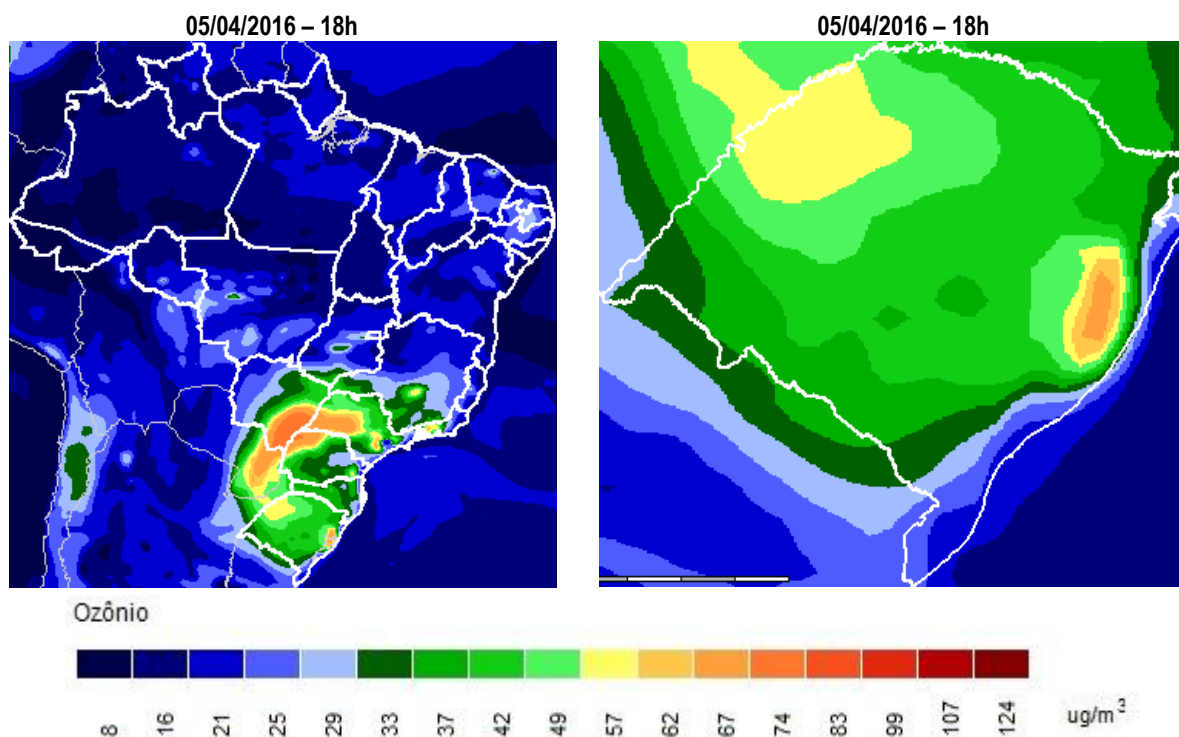 05/04/2016 – 18h
05/04/2016 – 18h
Ozônio
8 16 21 25 29 33 37 42 49 57 62 67 74 83 99 107 124 ug/m³